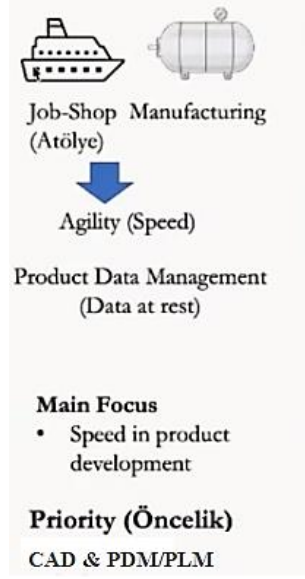 Job-Shop Manufacturing
(Atölye)
Agility (Speed)
Product Data Management
(Data at rest)
Main Focus
• Speed in product
development
Priority (Öncelik)
CAD & PDM/PLM